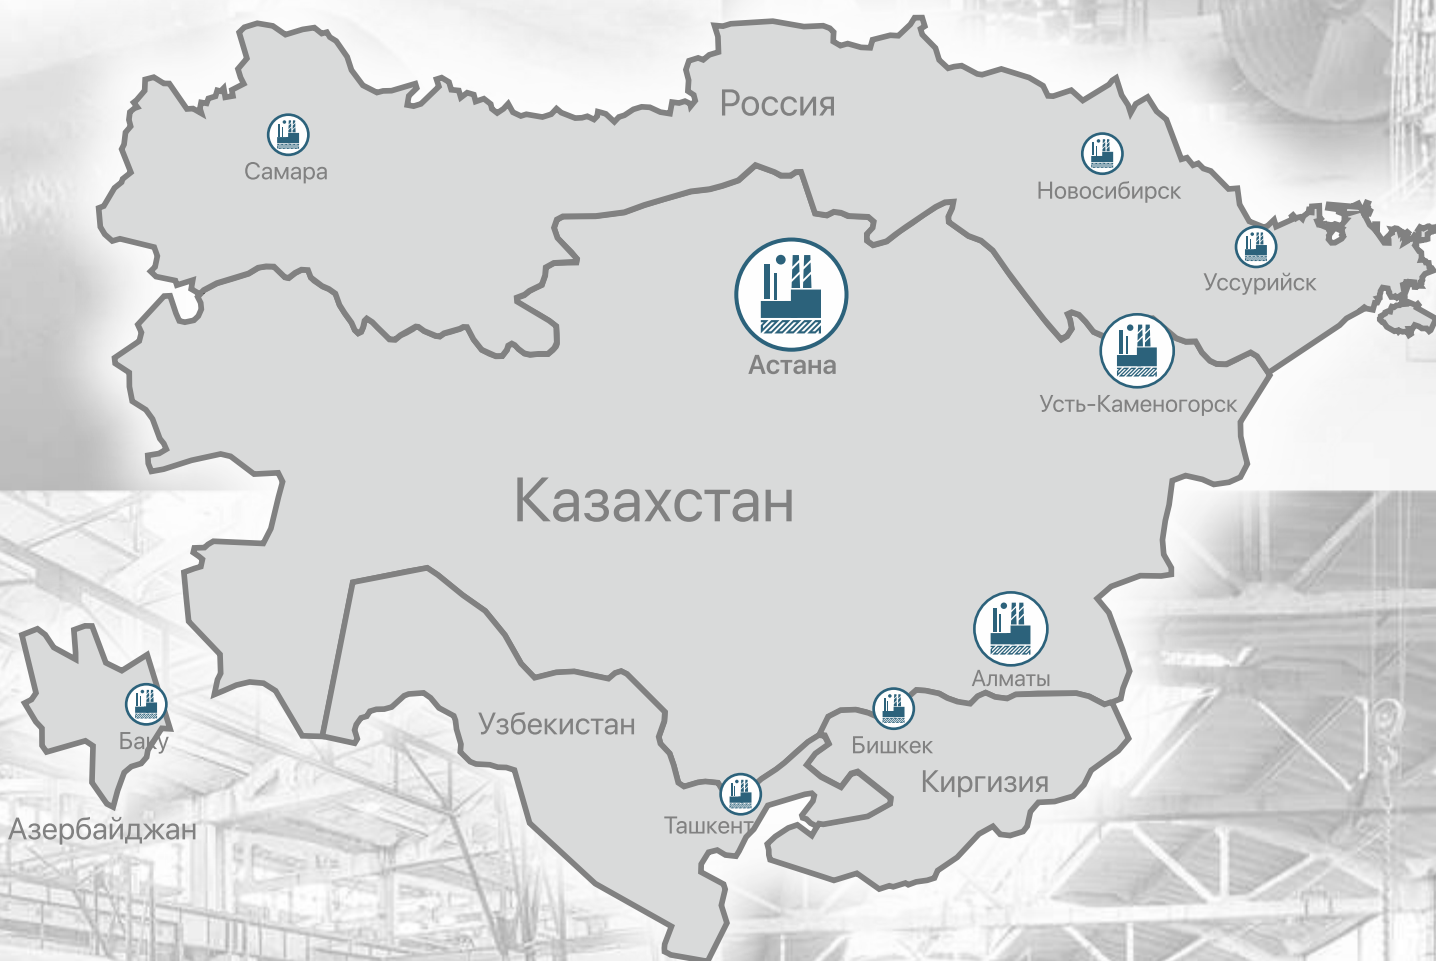 Россия
Самара
Новосибирск
Уссурийск
Астана
Усть-Каменогорск
Казахстан
Алматы
Узбекистан
Баку
Бишкек
Киргизия
Ташкент
Азербайджан